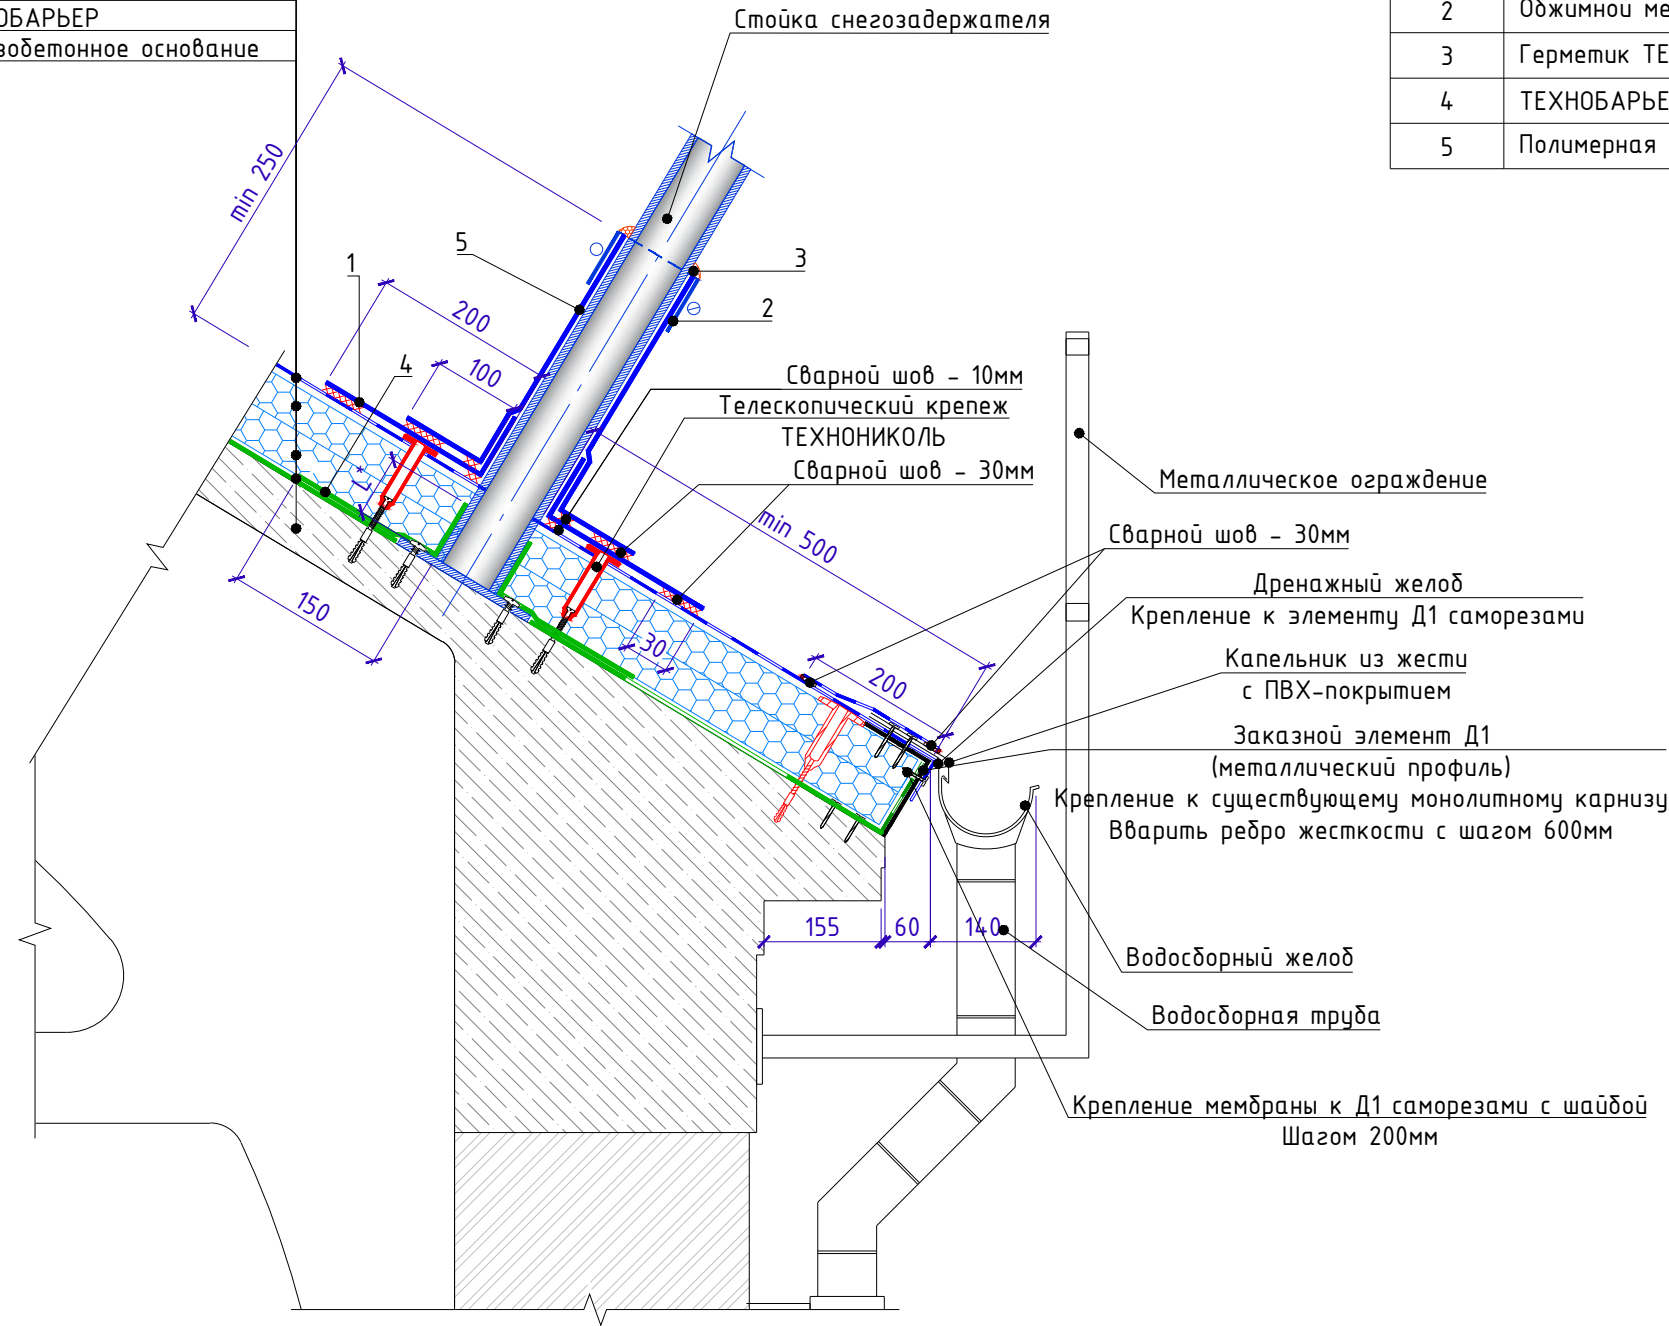 ОБАРЬЕР
зобетонное основание
Стойка снегозадержателя
2 Обжимной ме
3 Герметик ТЕ
4 ТЕХНОБАРЬЕ
5 Полимерная
min 250
5
3
1
2
200
4
100
Сварной шов - 10мм
Телескопический крепеж
ТЕХНОНИКОЛЬ
Сварной шов - 30мм
Металлическое ограждение
L*
min 500
Сварной шов - 30мм
Дренажный желоб
Крепление к элементу Д1 саморезами
150
30
200
Капельник из жести
с ПВХ-покрытием
Заказной элемент Д1
(металлический профиль)
Крепление к существующему монолитному карнизу
Вварить ребро жесткости с шагом 600мм
155
60
140
Водосборный желоб
Водосборная труба
Крепление мембраны к Д1 саморезами с шайбой
Шагом 200мм